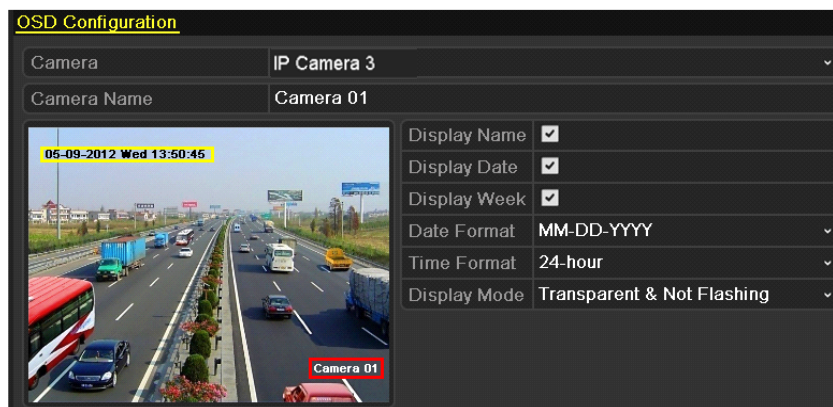 OSD Configuration
Camera IP Camera 3
Camera Name Camera 01
05-09-2012 Wed 13:50:45
Camera 01
Display Name
Display Date
Display Week
Date Format MM-DD-YYYY
Time Format 24-hour
Display Mode Transparent & Not Flashing